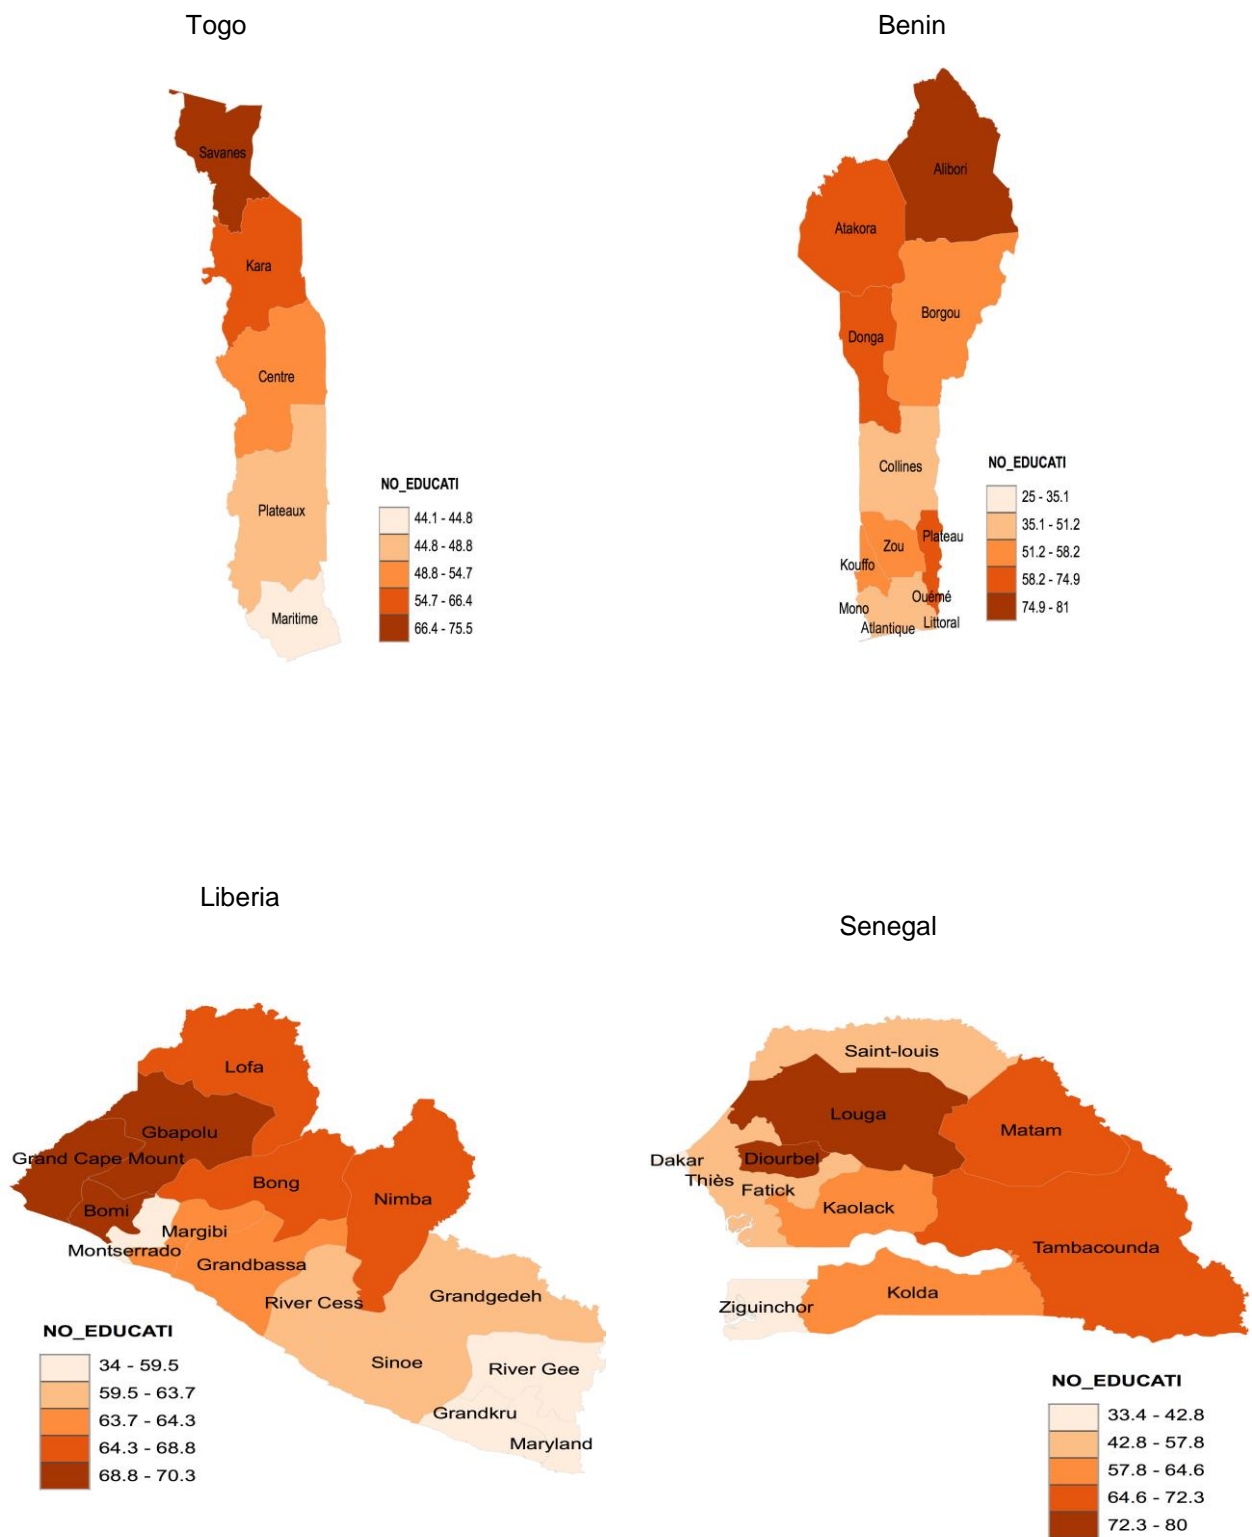 Togo
Benin
Savanes
Kara
Centre
Plateaux
Maritime
NO_EDUCATI
44.1 - 44.8
44.8 - 48.8
48.8 - 54.7
54.7 - 66.4
66.4 - 75.5
Alibori
Atakora
Borgou
Donga
Collines
Plateau
Zou
Kouffo
Ouémé
Mono
Littoral
Atlantique
NO_EDUCATI
25 - 35.1
35.1 - 51.2
51.2 - 58.2
58.2 - 74.9
74.9 - 81
Liberia
Senegal
Lofa
Gbapolu
Grand Cape Mount
Bong
Nimba
Bomi
Margibi
Montserrado
Grandbassa
River Cess
Grandgedeh
Sinoe
River Gee
Grandkru
Maryland
NO_EDUCATI
34 - 59.5
59.5 - 63.7
63.7 - 64.3
64.3 - 68.8
68.8 - 70.3
Saint-louis
Louga
Matam
Dakar
Diourbel
Thiès
Fatick
Kaolack
Tambacounda
Kolda
Ziguinchor
NO_EDUCATI
33.4 - 42.8
42.8 - 57.8
57.8 - 64.6
64.6 - 72.3
72.3 - 80